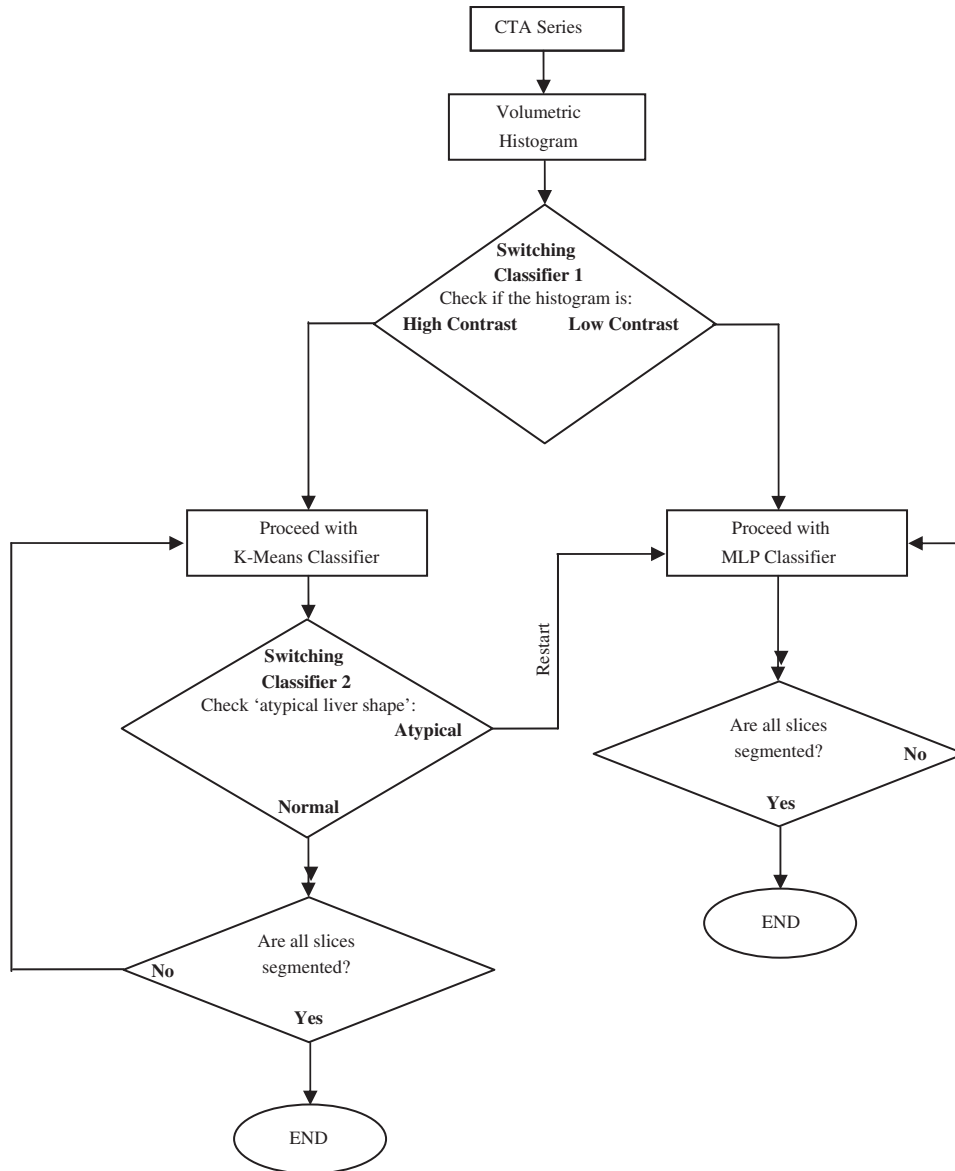 CTA Series
Volumetric
Histogram
Switching
Classifier 1
Check if the histogram is:
High Contrast Low Contrast
Proceed with
K-Means Classifier
Proceed with
MLP Classifier
Restart
Switching
Classifier 2
Check ‘atypical liver shape’:
Atypical
Normal
Are all slices
segmented?
No
Yes
END
Are all slices
segmented?
No
Yes
END